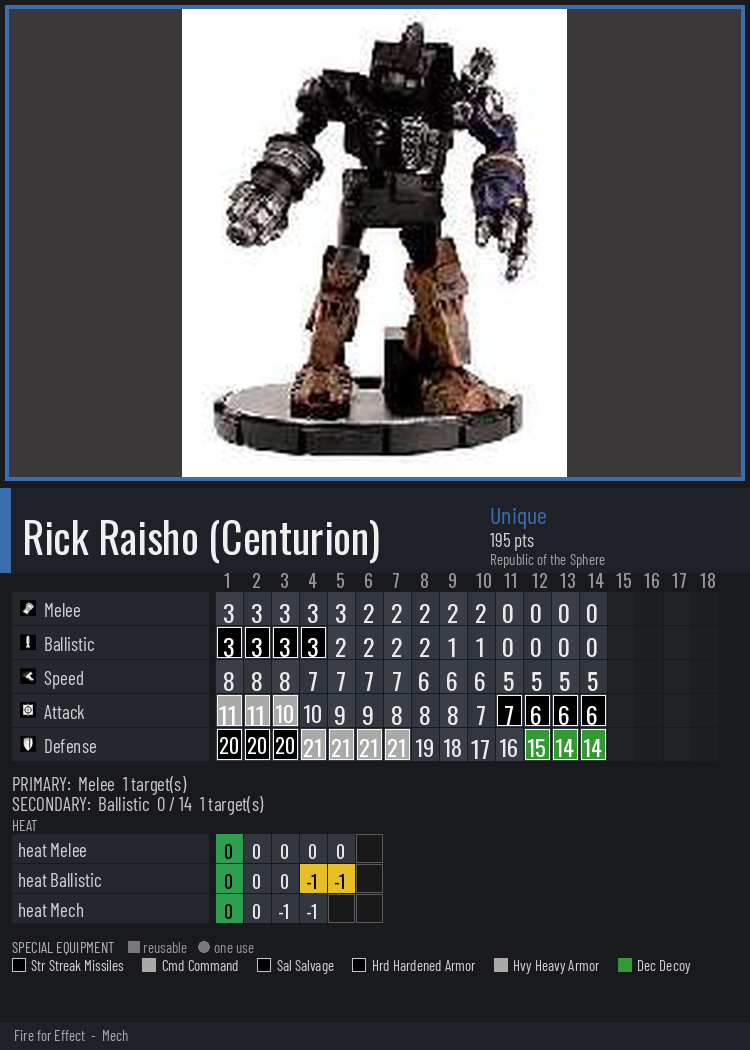 Rick Raisho (Centurion)
Unique
195 pts
Republic of the Sphere
1 2 3 4 5 6 7 8 9 10 11 12 13 14 15 16 17 18
Melee 3 3 3 3 3 2 2 2 2 2 0 0 0 0
Ballistic 3 3 3 3 2 2 2 2 1 1 0 0 0 0
Speed 8 8 8 7 7 7 7 6 6 6 5 5 5 5
Attack 11 11 10 10 9 9 8 8 8 7 7 6 6 6
Defense 20 20 20 21 21 21 21 19 18 17 16 15 14 14
PRIMARY: Melee 1 target(s)
SECONDARY: Ballistic 0 / 14 1 target(s)
HEAT
heat Melee 0 0 0 0 0
heat Ballistic 0 0 0 -1 -1
heat Mech 0 0 -1 -1
SPECIAL EQUIPMENT reusable one use
Str Streak Missiles Cmd Command Sal Salvage Hrd Hardened Armor Hvy Heavy Armor Dec Decoy
Fire for Effect - Mech